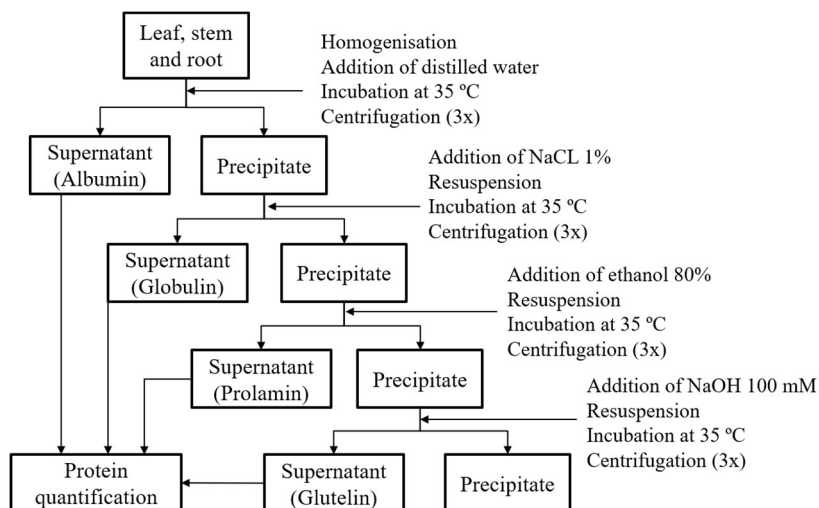 Leaf, stem
and root
Homogenisation
Addition of distilled water
Incubation at 35 ºC
Centrifugation (3x)
Supernatant
(Albumin)
Precipitate
Addition of NaCL 1%
Resuspension
Incubation at 35 ºC
Centrifugation (3x)
Supernatant
(Globulin)
Precipitate
Addition of ethanol 80%
Resuspension
Incubation at 35 ºC
Centrifugation (3x)
Supernatant
(Prolamin)
Precipitate
Addition of NaOH 100 mM
Resuspension
Incubation at 35 ºC
Centrifugation (3x)
Protein
quantification
Supernatant
(Glutelin)
Precipitate